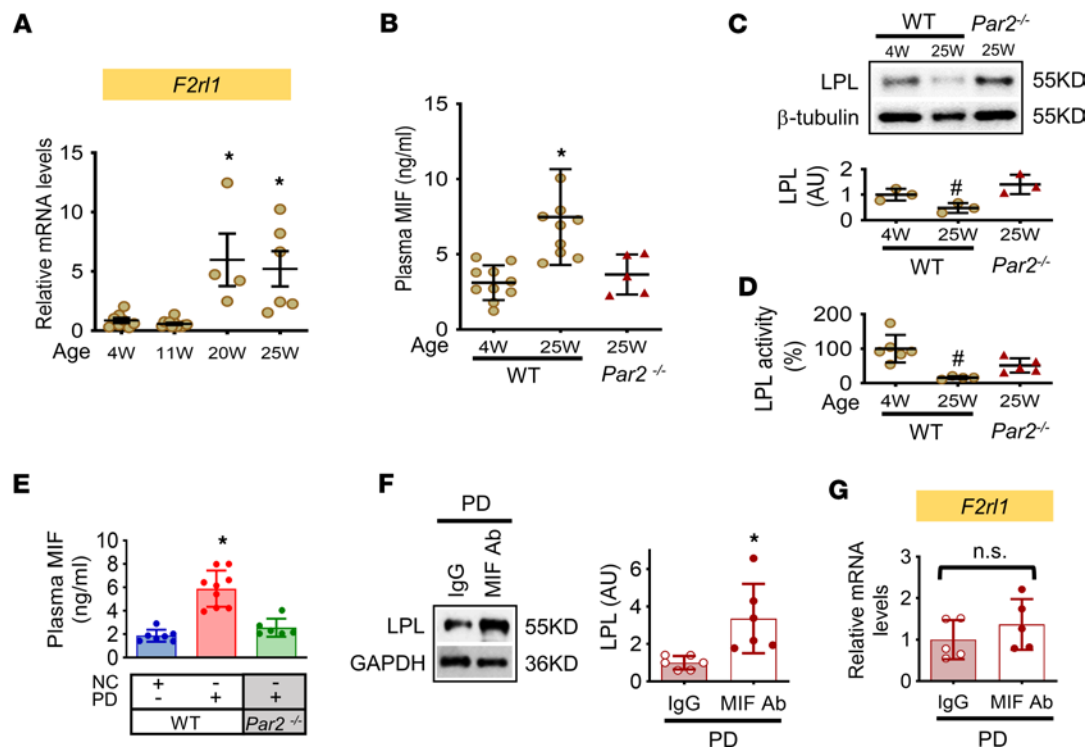 A
F2rl1
Relative mRNA levels
15
10
5
0
*
*
Age
4W
11W
20W
25W
B
Plasma MIF (ng/ml)
15
10
5
0
*
4W
25W
25W
WT
Par2 -/-
C
WT
Par2-/-
4W
25W
25W
LPL
55KD
β-tubulin
55KD
LPL
(AU)
2
1
0
#
4W
25W
25W
WT
Par2-/-
D
LPL activity
(%)
200
100
0
#
Age
4W
25W
25W
WT
Par2-/-
E
Plasma MIF
(ng/ml)
10
8
6
4
2
0
*
NC + - -
PD - + +
WT
Par2 -/-
F
PD
IgG
MIF Ab
LPL
55KD
GAPDH
36KD
LPL (AU)
8
6
4
2
0
*
IgG
MIF Ab
PD
G
F2rl1
Relative mRNA
levels
3
2
1
0
n.s.
IgG
MIF Ab
PD